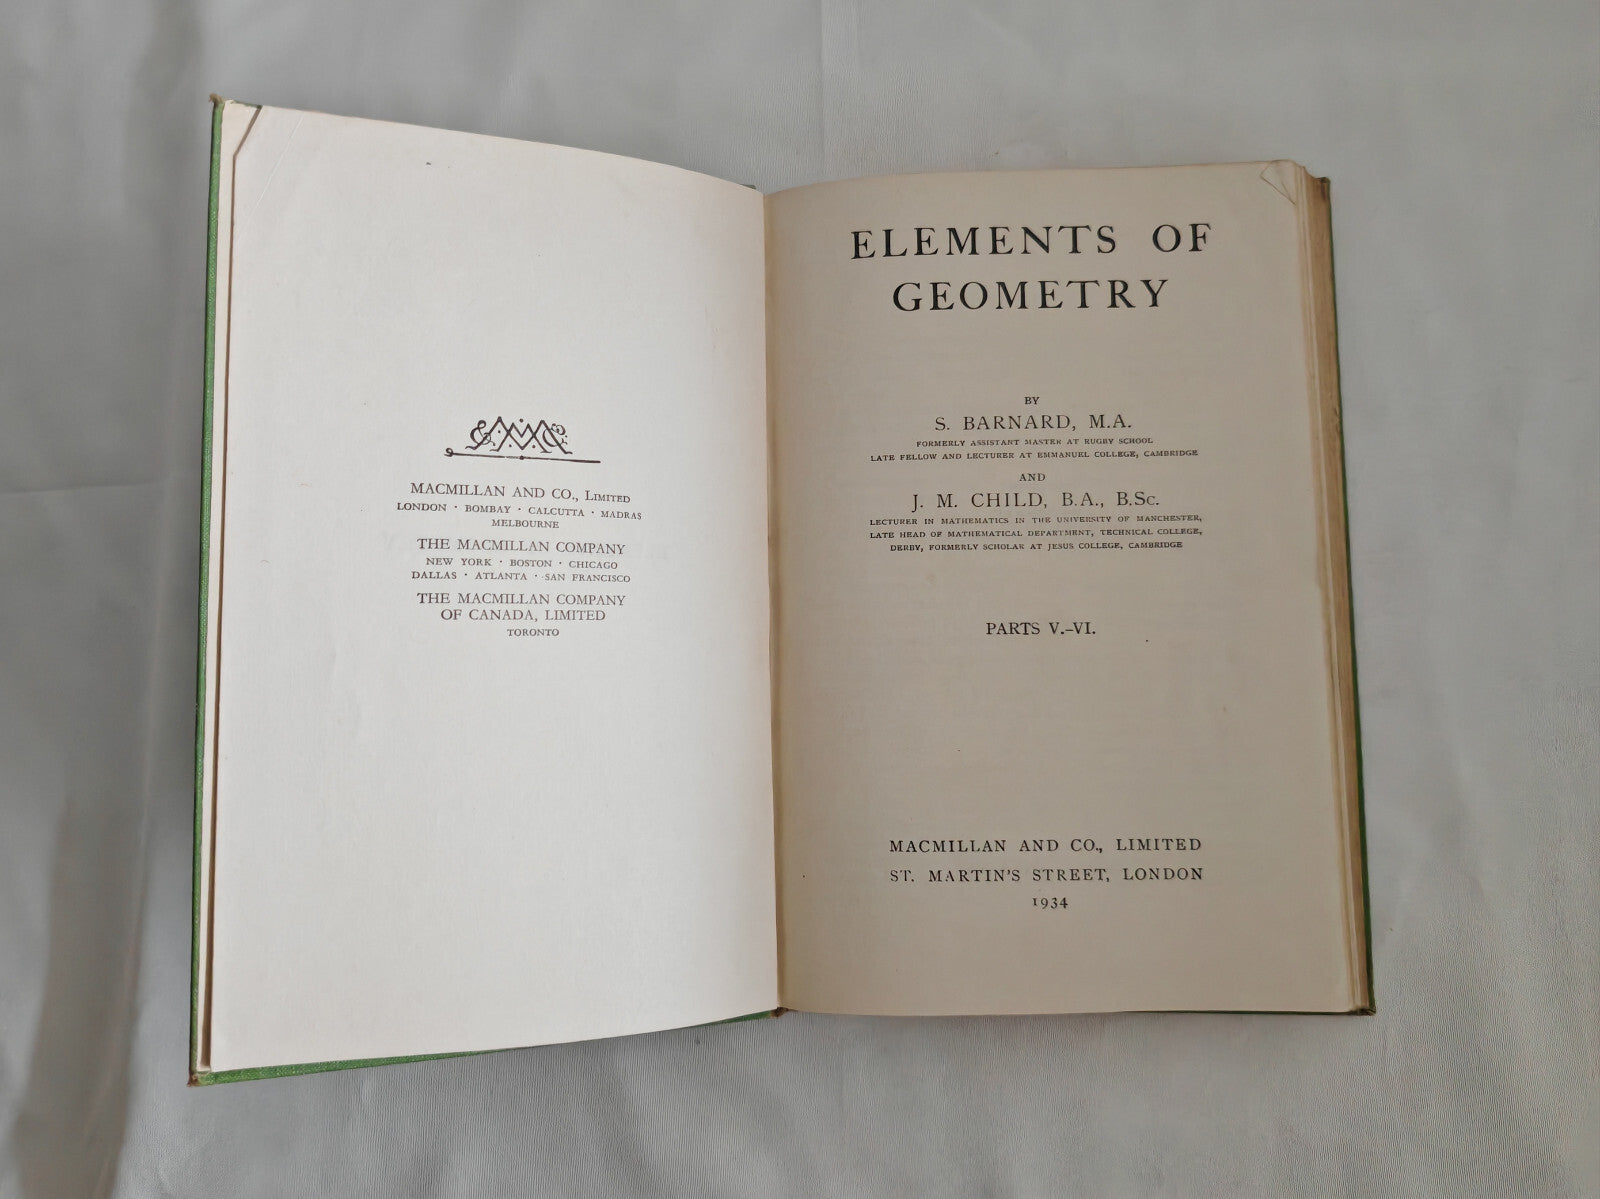 MACMILLAN AND CO., LIMITED
LONDON · BOMBAY · CALCUTTA · MADRAS
MELBOURNE
THE MACMILLAN COMPANY
NEW YORK · BOSTON · CHICAGO
DALLAS · ATLANTA · SAN FRANCISCO
THE MACMILLAN COMPANY
OF CANADA, LIMITED
TORONTO
ELEMENTS OF
GEOMETRY
BY
S. BARNARD, M.A.
FORMERLY ASSISTANT MASTER AT RUGBY SCHOOL
LATE FELLOW AND LECTURER AT EMMANUEL COLLEGE, CAMBRIDGE
AND
J. M. CHILD, B.A., B.Sc.
LECTURER IN MATHEMATICS IN THE UNIVERSITY OF MANCHESTER,
LATE HEAD OF MATHEMATICAL DEPARTMENT, TECHNICAL COLLEGE,
DERBY, FORMERLY SCHOLAR AT JESUS COLLEGE, CAMBRIDGE
PARTS V.–VI.
MACMILLAN AND CO., LIMITED
ST. MARTIN'S STREET, LONDON
1934